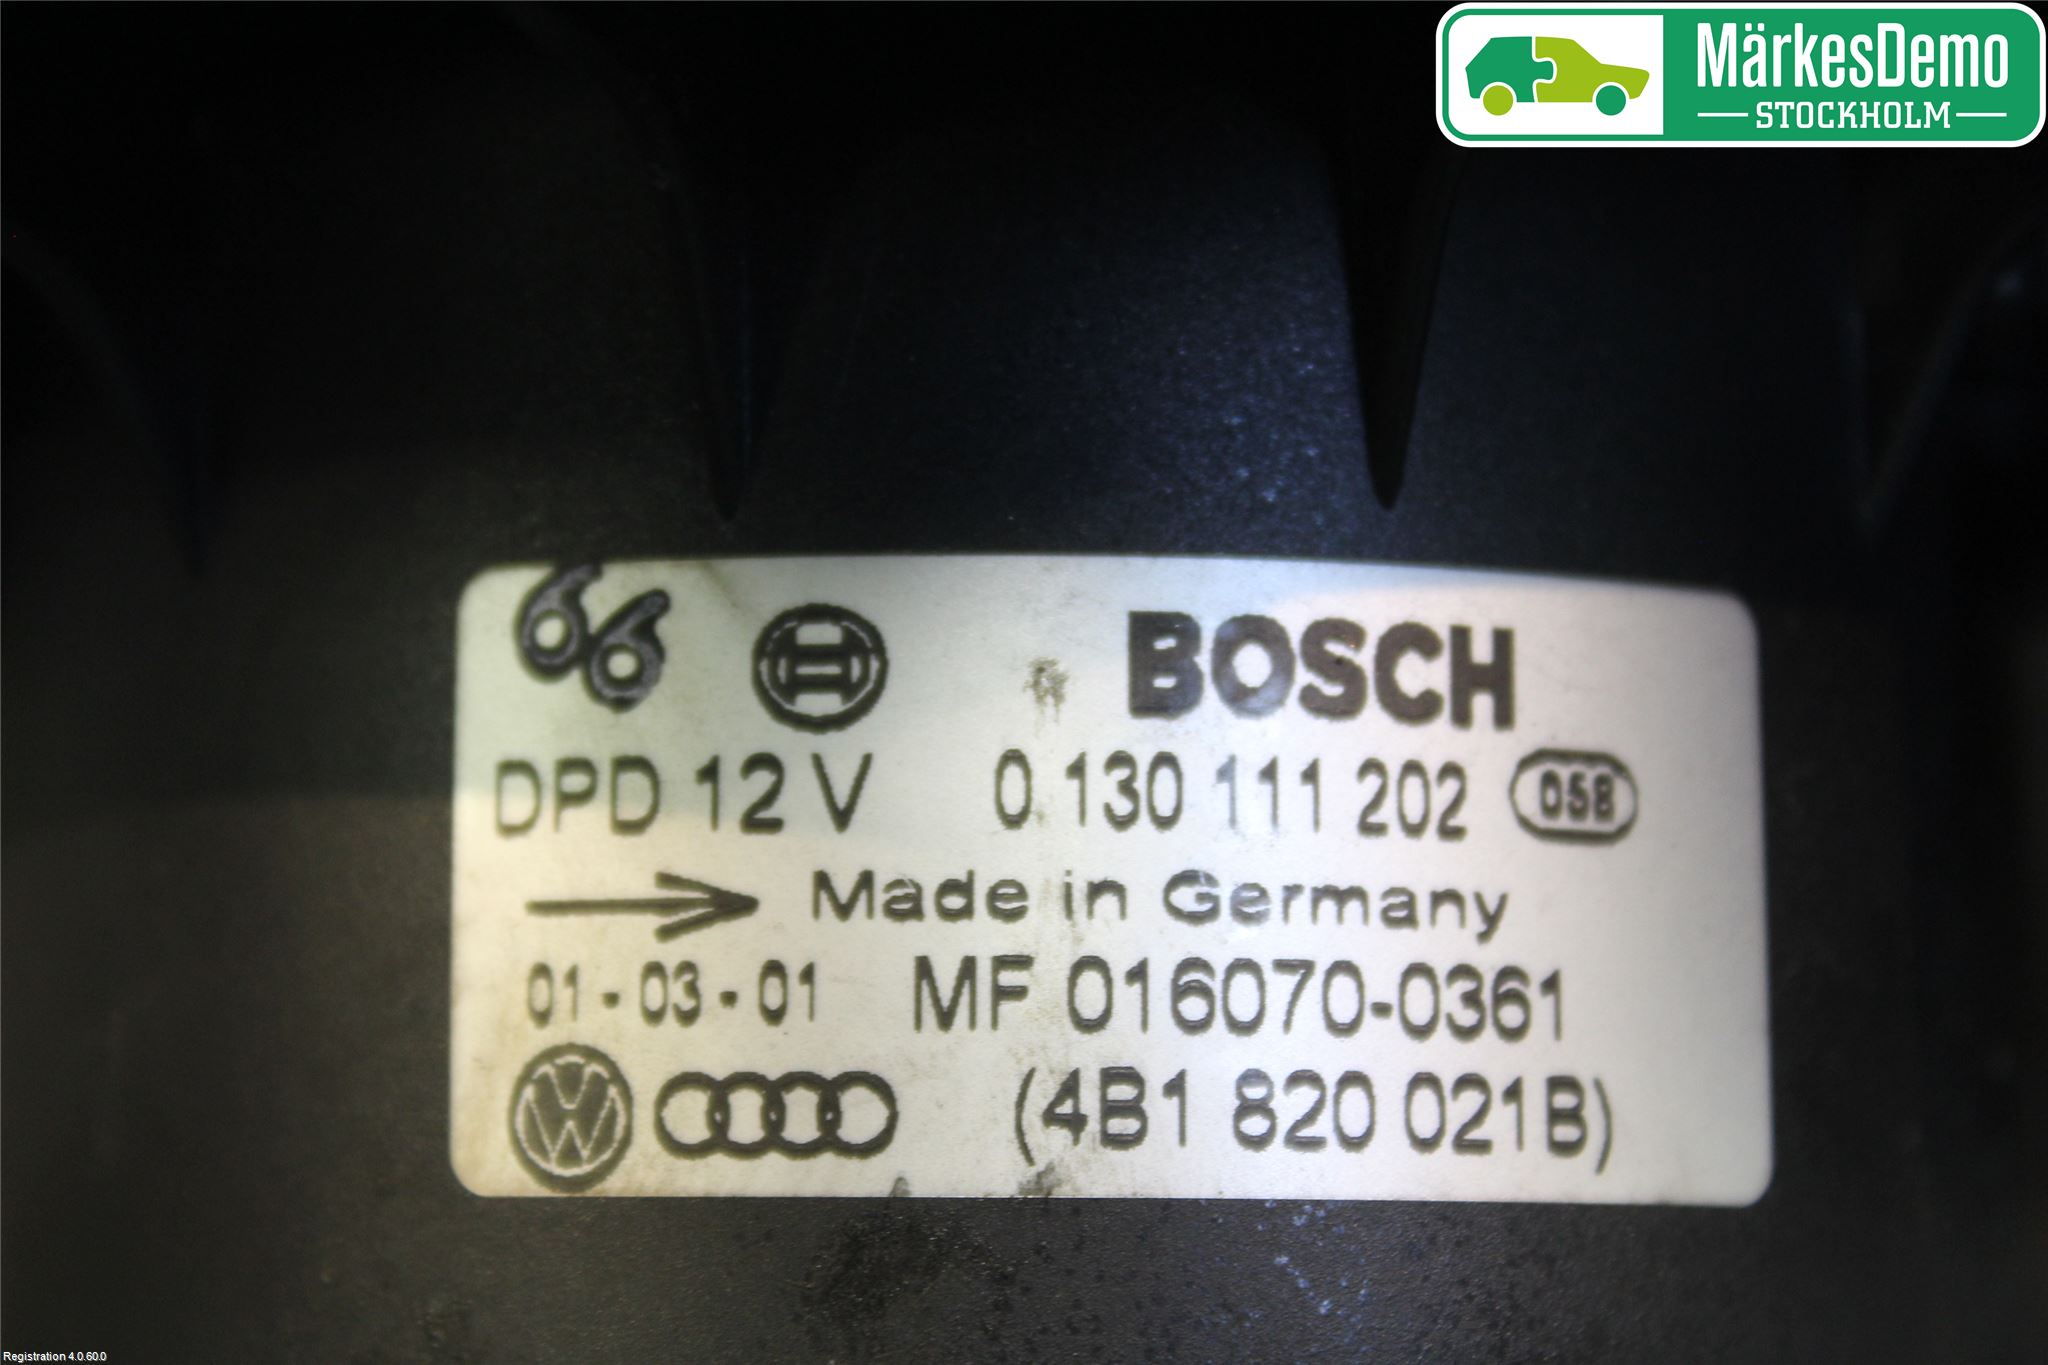 MärkesDemo
STOCKHOLM
66 BOSCH
DPD 12 V 0 130 111 202 058
Made in Germany
01-03-01 MF 016070-0361
(4B1 820 021B)
Registration 4.0.60.0